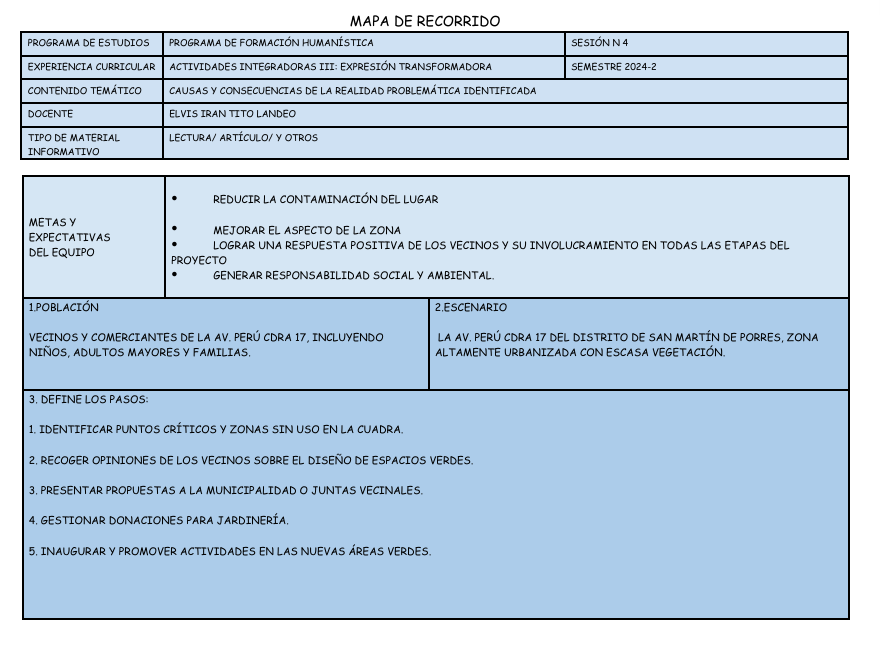 MAPA DE RECORRIDO
PROGRAMA DE ESTUDIOS
PROGRAMA DE FORMACIÓN HUMANÍSTICA
SESIÓN N 4
EXPERIENCIA CURRICULAR
ACTIVIDADES INTEGRADORAS III: EXPRESIÓN TRANSFORMADORA
SEMESTRE 2024-2
CONTENIDO TEMÁTICO
CAUSAS Y CONSECUENCIAS DE LA REALIDAD PROBLEMÁTICA IDENTIFICADA
DOCENTE
ELVIS IRAN TITO LANDEO
TIPO DE MATERIAL
INFORMATIVO
LECTURA/ ARTÍCULO/ Y OTROS
METAS Y
EXPECTATIVAS
DEL EQUIPO
• REDUCIR LA CONTAMINACIÓN DEL LUGAR
• MEJORAR EL ASPECTO DE LA ZONA
• LOGRAR UNA RESPUESTA POSITIVA DE LOS VECINOS Y SU INVOLUCRAMIENTO EN TODAS LAS ETAPAS DEL
PROYECTO
• GENERAR RESPONSABILIDAD SOCIAL Y AMBIENTAL.
1.POBLACIÓN
VECINOS Y COMERCIANTES DE LA AV. PERÚ CDRA 17, INCLUYENDO
NIÑOS, ADULTOS MAYORES Y FAMILIAS.
2.ESCENARIO
LA AV. PERÚ CDRA 17 DEL DISTRITO DE SAN MARTÍN DE PORRES, ZONA
ALTAMENTE URBANIZADA CON ESCASA VEGETACIÓN.
3. DEFINE LOS PASOS:
1. IDENTIFICAR PUNTOS CRÍTICOS Y ZONAS SIN USO EN LA CUADRA.
2. RECOGER OPINIONES DE LOS VECINOS SOBRE EL DISEÑO DE ESPACIOS VERDES.
3. PRESENTAR PROPUESTAS A LA MUNICIPALIDAD O JUNTAS VECINALES.
4. GESTIONAR DONACIONES PARA JARDINERÍA.
5. INAUGURAR Y PROMOVER ACTIVIDADES EN LAS NUEVAS ÁREAS VERDES.